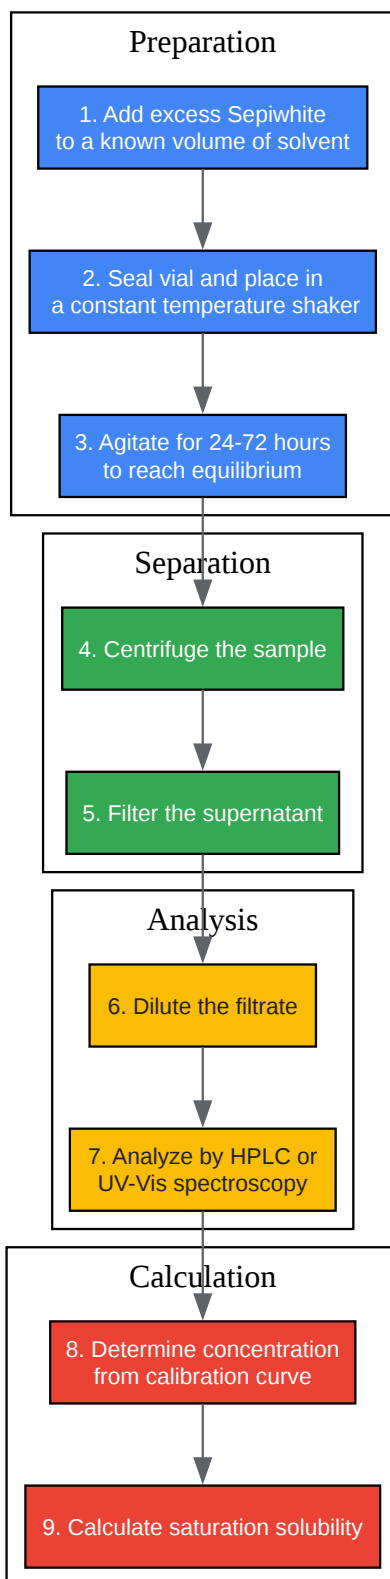 Preparation
1. Add excess Sepiwhite
to a known volume of solvent
2. Seal vial and place in
a constant temperature shaker
3. Agitate for 24-72 hours
to reach equilibrium
Separation
4. Centrifuge the sample
5. Filter the supernatant
Analysis
6. Dilute the filtrate
7. Analyze by HPLC or
UV-Vis spectroscopy
Calculation
8. Determine concentration
from calibration curve
9. Calculate saturation solubility